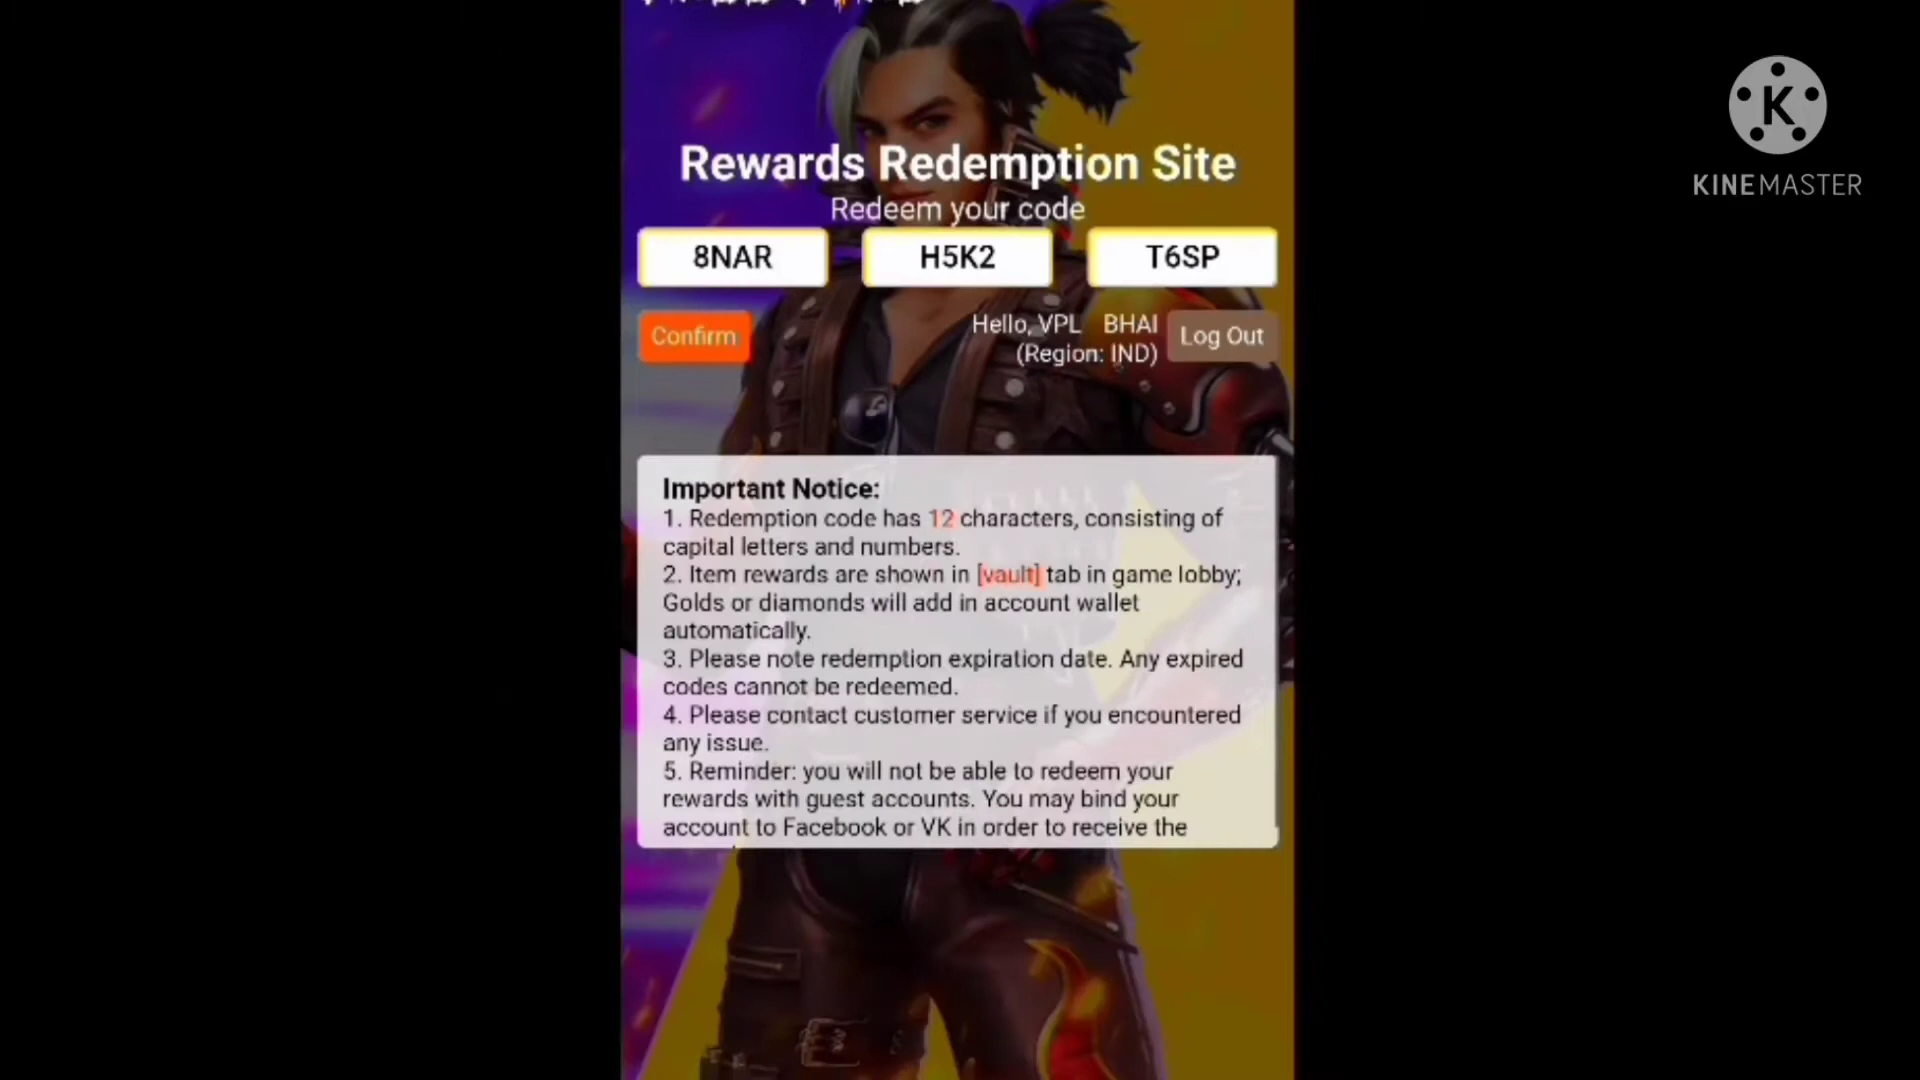 Rewards Redemption Site
Redeem your code
8NAR H5K2 T6SP
Confirm
Hello, VPL BHAI
(Region: IND)
Log Out
Important Notice:
1. Redemption code has 12 characters, consisting of
capital letters and numbers.
2. Item rewards are shown in [vault] tab in game lobby;
Golds or diamonds will add in account wallet
automatically.
3. Please note redemption expiration date. Any expired
codes cannot be redeemed.
4. Please contact customer service if you encountered
any issue.
5. Reminder: you will not be able to redeem your
rewards with guest accounts. You may bind your
account to Facebook or VK in order to receive the
K
KINEMASTER